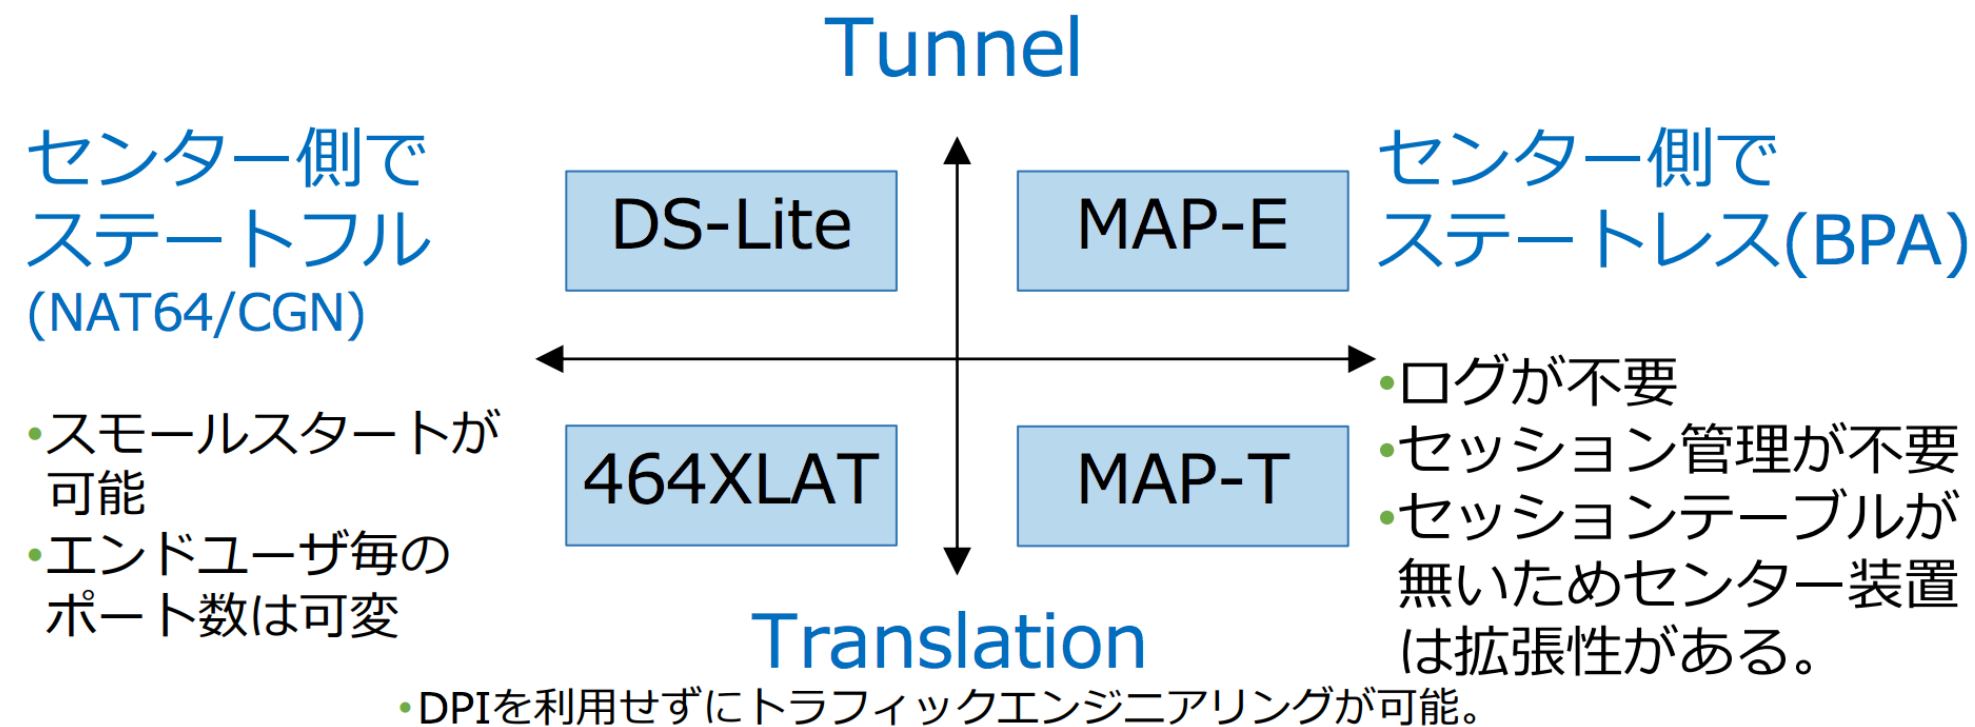 Tunnel
センター側で
ステートフル
(NAT64/CGN)
DS-Lite
MAP-E
センター側で
ステートレス(BPA)
・スモールスタートが
可能
・エンドユーザ毎の
ポート数は可変
464XLAT
MAP-T
・ログが不要
・セッション管理が不要
・セッションテーブルが
無いためセンター装置
は拡張性がある。
Translation
・DPIを利用せずにトラフィックエンジニアリングが可能。